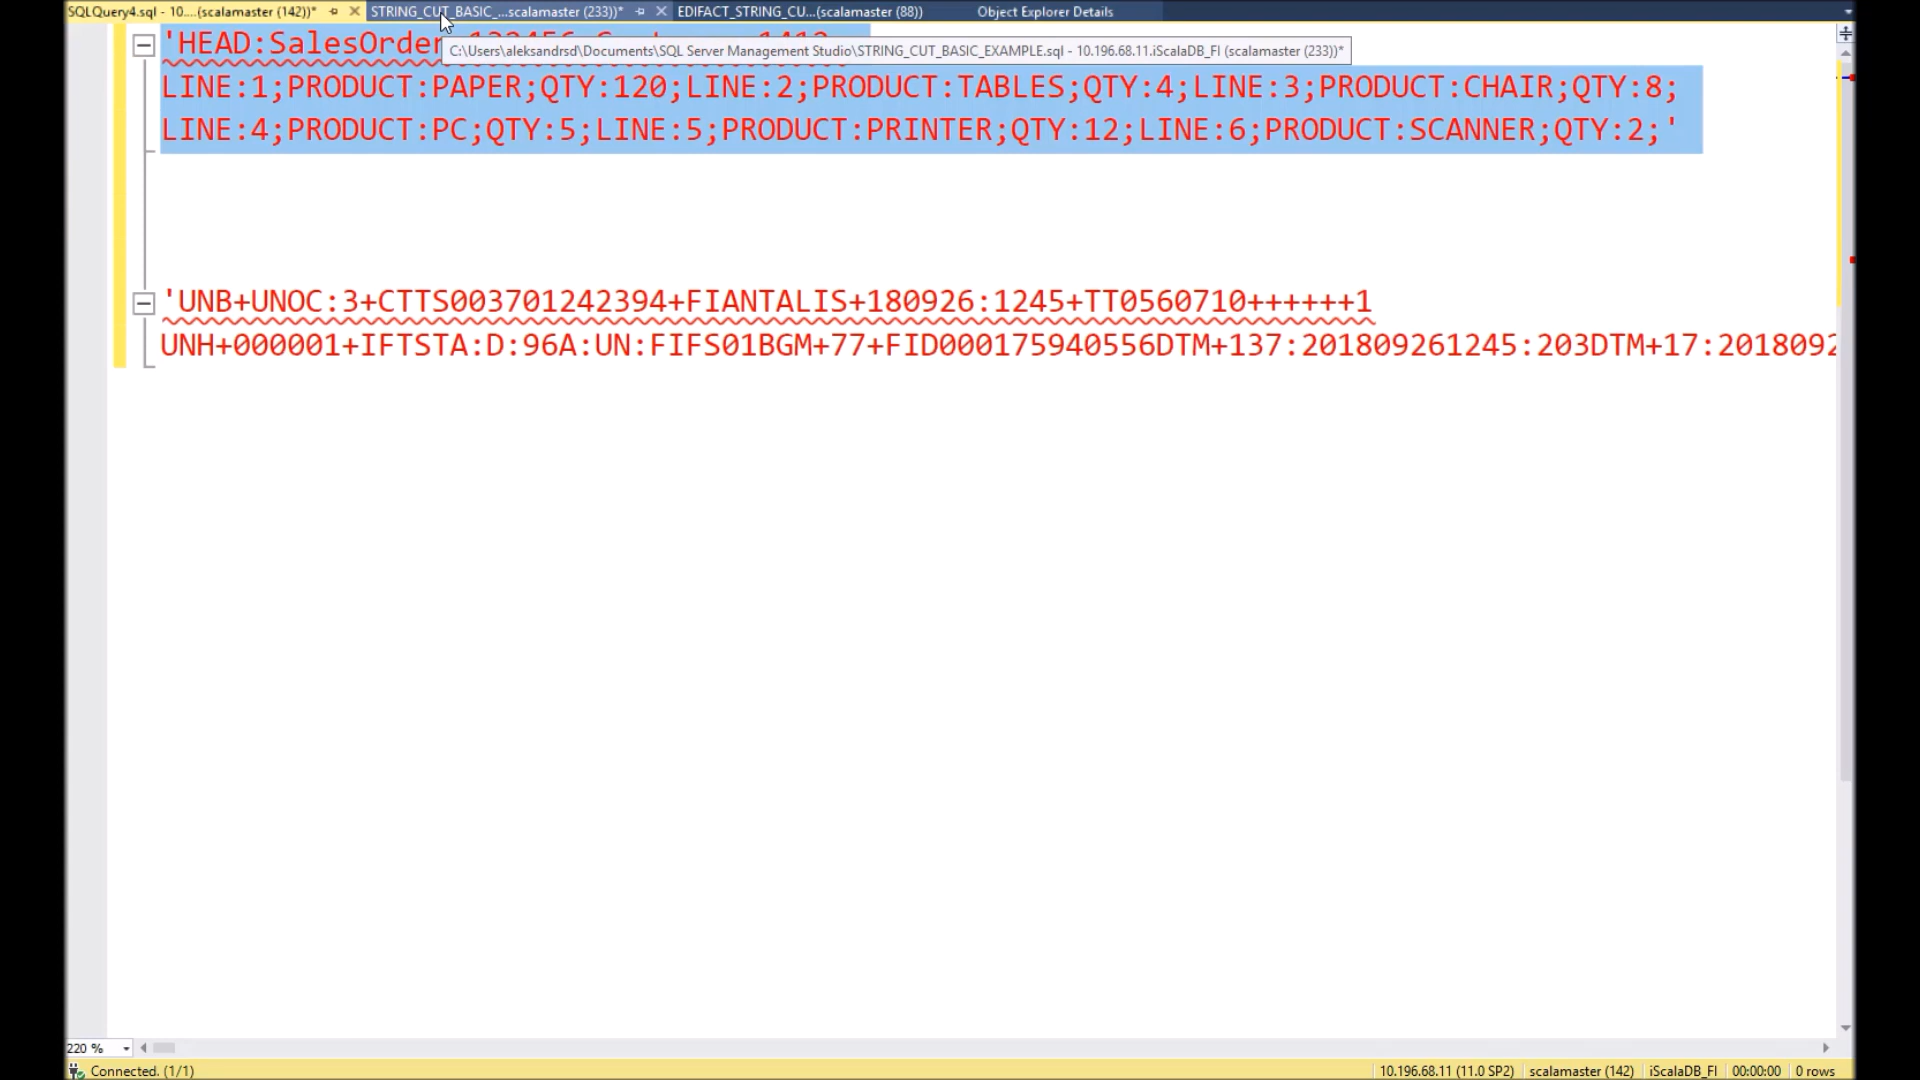 SQLQuery4.sql - 10....(scalamaster (142))*
STRING_CUT_BASIC_...scalamaster (233))*
EDIFACT_STRING_CU...(scalamaster (88))
Object Explorer Details
'HEAD:SalesOrder
C:\Users\aleksandrsd\Documents\SQL Server Management Studio\STRING_CUT_BASIC_EXAMPLE.sql - 10.196.68.11.iScalaDB_FI (scalamaster (233))*
LINE:1;PRODUCT:PAPER;QTY:120;LINE:2;PRODUCT:TABLES;QTY:4;LINE:3;PRODUCT:CHAIR;QTY:8;
LINE:4;PRODUCT:PC;QTY:5;LINE:5;PRODUCT:PRINTER;QTY:12;LINE:6;PRODUCT:SCANNER;QTY:2;'
'UNB+UNOC:3+CTTS003701242394+FIANTALIS+180926:1245+TT0560710++++++1
UNH+000001+IFTSTA:D:96A:UN:FIFS01BGM+77+FID000175940556DTM+137:201809261245:203DTM+17:2018092
220 %
Connected. (1/1)
10.196.68.11 (11.0 SP2)
scalamaster (142)
iScalaDB_FI
00:00:00
0 rows